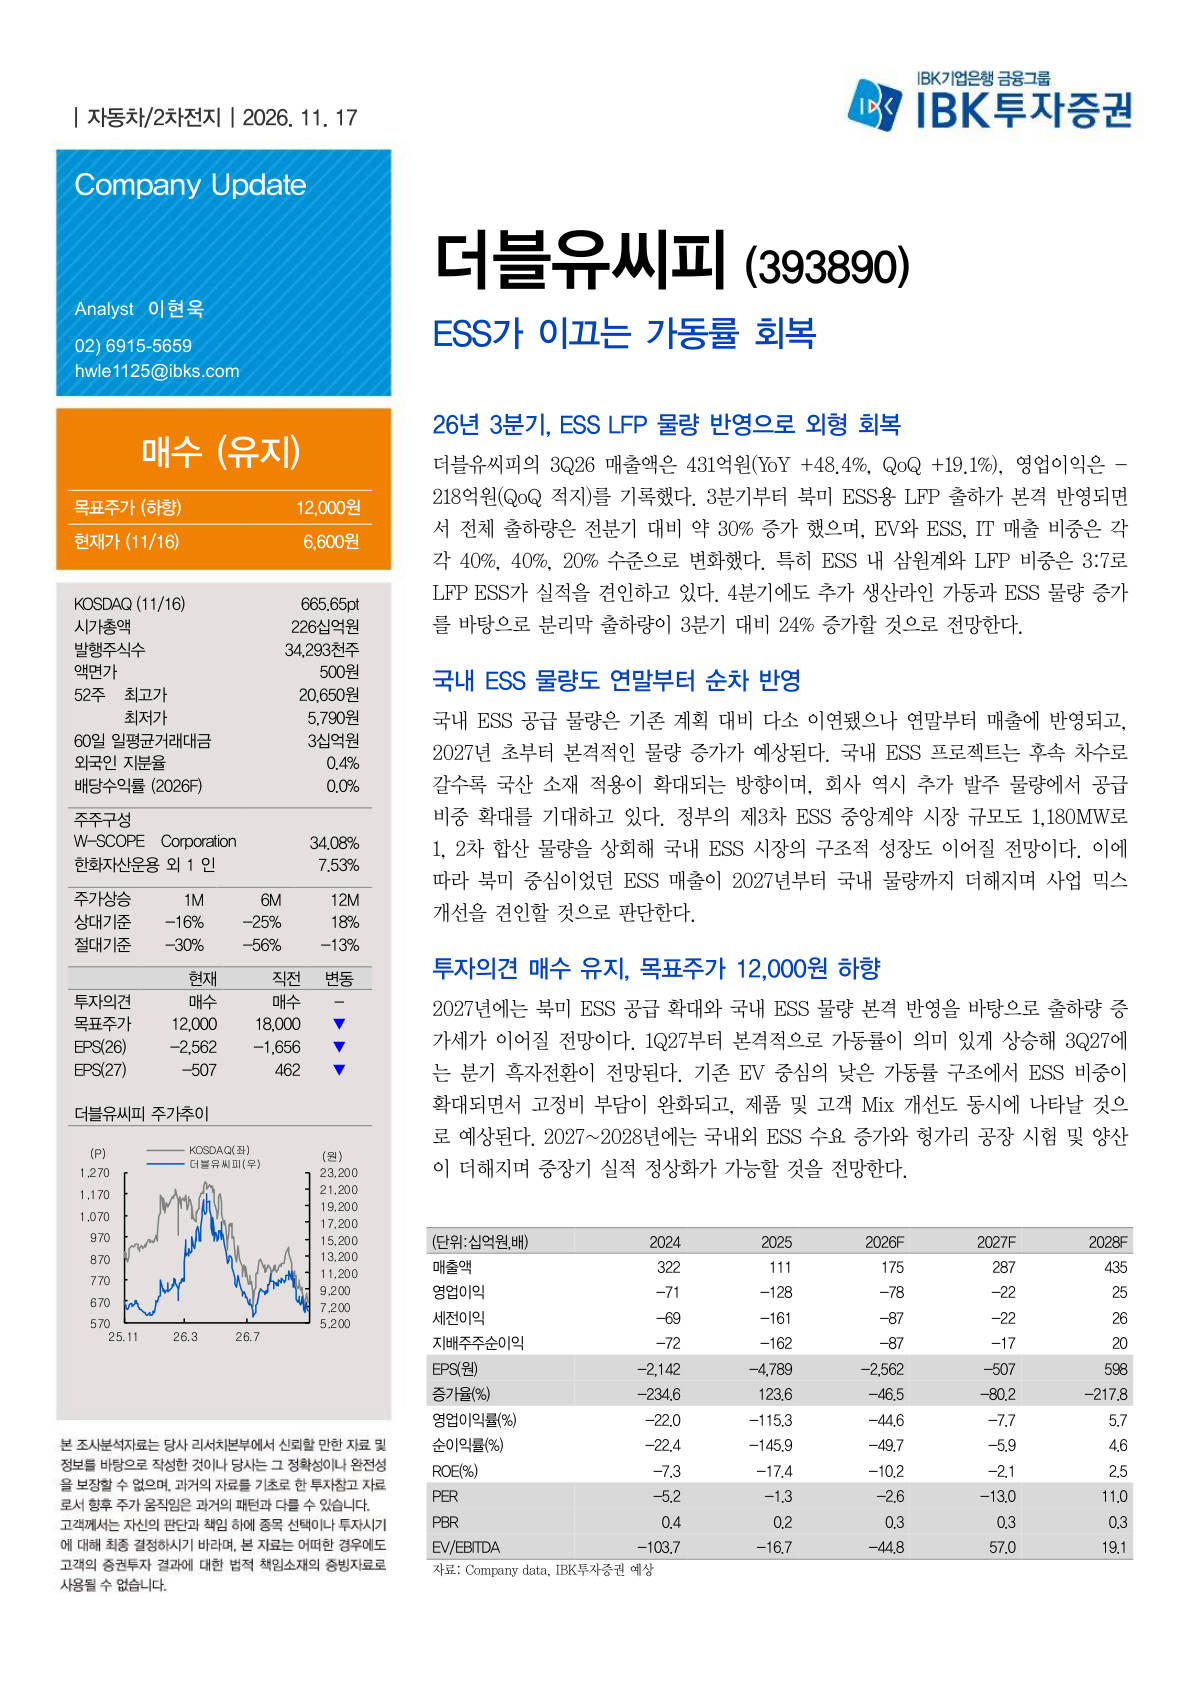 | 자동차/2차전지 | 2026. 11. 17
IBK기업은행 금융그룹
IBK투자증권
Company Update
Analyst 이현욱
02) 6915-5659
hwle1125@ibks.com
매수 (유지)
목표주가 (하향) 12,000원
현재가 (11/16) 6,600원
KOSDAQ (11/16) 665.65pt
시가총액 226십억원
발행주식수 34,293천주
액면가 500원
52주 최고가 20,650원
최저가 5,790원
60일 일평균거래대금 3십억원
외국인 지분율 0.4%
배당수익률 (2026F) 0.0%
주주구성
W-SCOPE Corporation 34.08%
한화자산운용 외 1 인 7.53%
주가상승 1M 6M 12M
상대기준 -16% -25% 18%
절대기준 -30% -56% -13%
현재 직전 변동
투자의견 매수 매수 -
목표주가 12,000 18,000 ▼
EPS(26) -2,562 -1,656 ▼
EPS(27) -507 462 ▼
더블유씨피 주가추이
(P) KOSDAQ(좌) (원)
더블유씨피(우)
1,270 23,200
1,170 21,200
1,070 19,200
970 17,200
870 15,200
770 13,200
670 11,200
570 9,200
7,200
5,200
25.11 26.3 26.7
본 조사분석자료는 당사 리서치본부에서 신뢰할 만한 자료 및
정보를 바탕으로 작성한 것이나 당사는 그 정확성이나 완전성
을 보장할 수 없으며, 과거의 자료를 기초로 한 투자참고 자료
로서 향후 주가 움직임은 과거의 패턴과 다를 수 있습니다.
고객께서는 자신의 판단과 책임 하에 종목 선택이나 투자시기
에 대해 최종 결정하시기 바라며, 본 자료는 어떠한 경우에도
고객의 증권투자 결과에 대한 법적 책임소재의 증빙자료로
사용될 수 없습니다.
더블유씨피 (393890)
ESS가 이끄는 가동률 회복
26년 3분기, ESS LFP 물량 반영으로 외형 회복
더블유씨피의 3Q26 매출액은 431억원(YoY +48.4%, QoQ +19.1%), 영업이익은 -
218억원(QoQ 적지)를 기록했다. 3분기부터 북미 ESS용 LFP 출하가 본격 반영되면
서 전체 출하량은 전분기 대비 약 30% 증가 했으며, EV와 ESS, IT 매출 비중은 각
각 40%, 40%, 20% 수준으로 변화했다. 특히 ESS 내 삼원계와 LFP 비중은 3:7로
LFP ESS가 실적을 견인하고 있다. 4분기에도 추가 생산라인 가동과 ESS 물량 증가
를 바탕으로 분리막 출하량이 3분기 대비 24% 증가할 것으로 전망한다.
국내 ESS 물량도 연말부터 순차 반영
국내 ESS 공급 물량은 기존 계획 대비 다소 이연됐으나 연말부터 매출에 반영되고,
2027년 초부터 본격적인 물량 증가가 예상된다. 국내 ESS 프로젝트는 후속 차수로
갈수록 국산 소재 적용이 확대되는 방향이며, 회사 역시 추가 발주 물량에서 공급
비중 확대를 기대하고 있다. 정부의 제3차 ESS 중앙계약 시장 규모도 1,180MW로
1, 2차 합산 물량을 상회해 국내 ESS 시장의 구조적 성장도 이어질 전망이다. 이에
따라 북미 중심이었던 ESS 매출이 2027년부터 국내 물량까지 더해지며 사업 믹스
개선을 견인할 것으로 판단한다.
투자의견 매수 유지, 목표주가 12,000원 하향
2027년에는 북미 ESS 공급 확대와 국내 ESS 물량 본격 반영을 바탕으로 출하량 증
가세가 이어질 전망이다. 1Q27부터 본격적으로 가동률이 의미 있게 상승해 3Q27에
는 분기 흑자전환이 전망된다. 기존 EV 중심의 낮은 가동률 구조에서 ESS 비중이
확대되면서 고정비 부담이 완화되고, 제품 및 고객 Mix 개선도 동시에 나타날 것으
로 예상된다. 2027~2028년에는 국내외 ESS 수요 증가와 헝가리 공장 시험 및 양산
이 더해지며 중장기 실적 정상화가 가능할 것을 전망한다.
(단위:십억원,배) 2024 2025 2026F 2027F 2028F
매출액 322 111 175 287 435
영업이익 -71 -128 -78 -22 25
세전이익 -69 -161 -87 -22 26
지배주주순이익 -72 -162 -87 -17 20
EPS(원) -2,142 -4,789 -2,562 -507 598
증가율(%) -234.6 123.6 -46.5 -80.2 -217.8
영업이익률(%) -22.0 -115.3 -44.6 -7.7 5.7
순이익률(%) -22.4 -145.9 -49.7 -5.9 4.6
ROE(%) -7.3 -17.4 -10.2 -2.1 2.5
PER -5.2 -1.3 -2.6 -13.0 11.0
PBR 0.4 0.2 0.3 0.3 0.3
EV/EBITDA -103.7 -16.7 -44.8 57.0 19.1
자료: Company data, IBK투자증권 예상